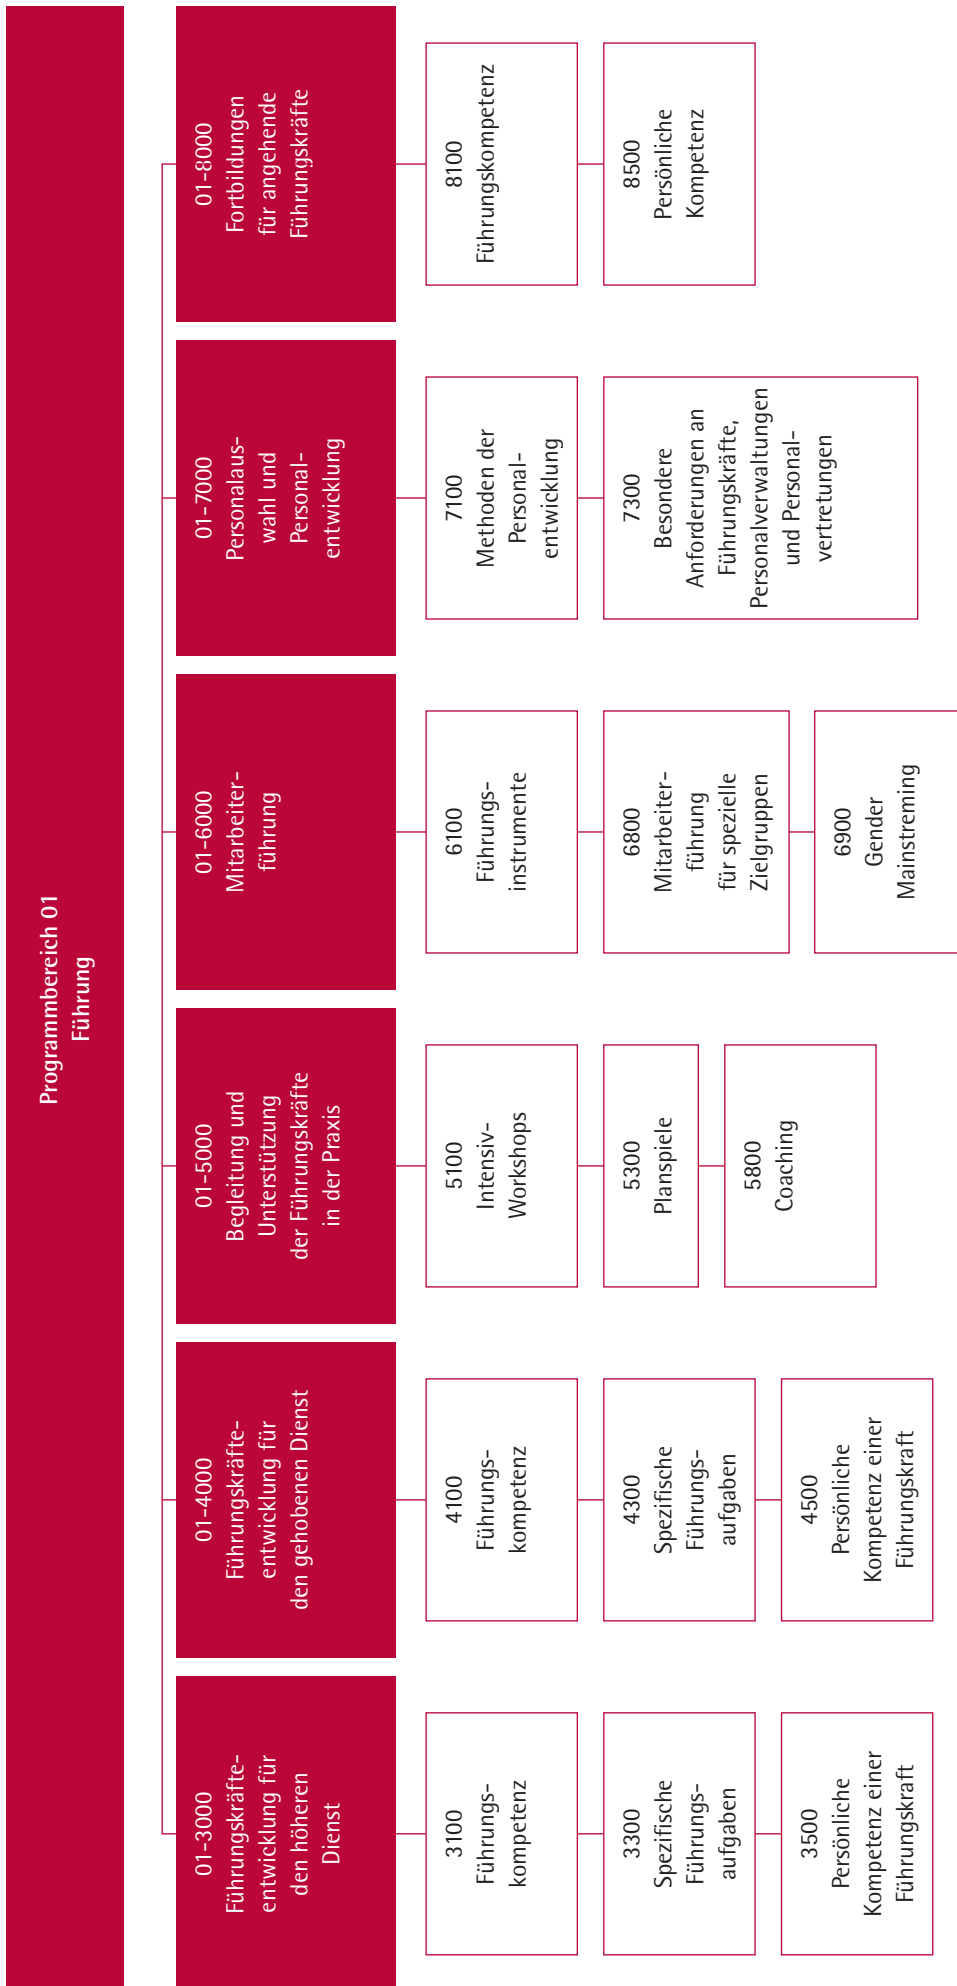 Programmbereich 01
Führung
01-3000
Führungskräfte-
entwicklung für
den höheren
Dienst
3100
Führungs-
kompetenz
3300
Spezifische
Führungs-
aufgaben
3500
Persönliche
Kompetenz einer
Führungskraft
01-4000
Führungskräfte-
entwicklung für
den gehobenen Dienst
4100
Führungs-
kompetenz
4300
Spezifische
Führungs-
aufgaben
4500
Persönliche
Kompetenz einer
Führungskraft
01-5000
Begleitung und
Unterstützung
der Führungskräfte
in der Praxis
5100
Intensiv-
Workshops
5300
Planspiele
5800
Coaching
01-6000
Mitarbeiter-
führung
6100
Führungs-
instrumente
6800
Mitarbeiter-
führung
für spezielle
Zielgruppen
6900
Gender
Mainstreming
01-7000
Personalaus-
wahl und
Personal-
entwicklung
7100
Methoden der
Personal-
entwicklung
7300
Besondere
Anforderungen an
Führungskräfte,
Personalverwaltungen
und Personal-
vertretungen
01-8000
Fortbildungen
für angehende
Führungskräfte
8100
Führungskompetenz
8500
Persönliche
Kompetenz